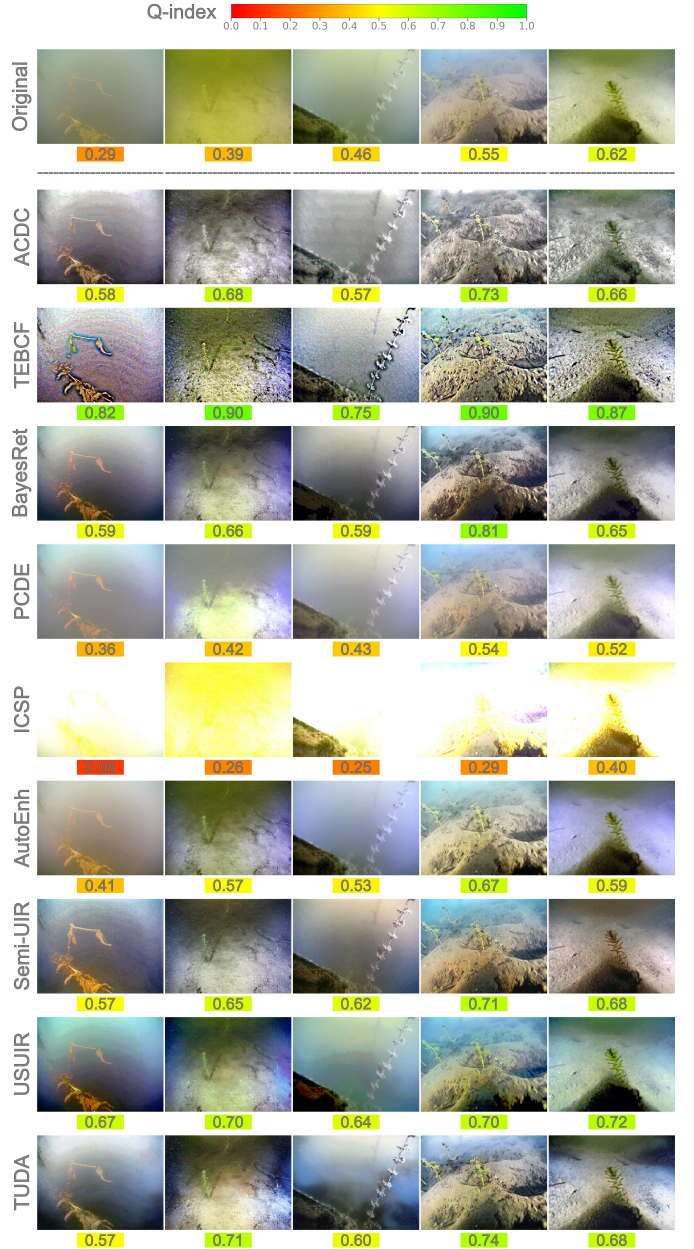 Q-index
0.0 0.1 0.2 0.3 0.4 0.5 0.6 0.7 0.8 0.9 1.0
Original
0.29 0.39 0.46 0.55 0.62
ACDC
0.58 0.68 0.57 0.73 0.66
TEBCF
0.82 0.90 0.75 0.90 0.87
BayesRet
0.59 0.66 0.59 0.81 0.65
PCDE
0.36 0.42 0.43 0.54 0.52
ICSP
0.08 0.26 0.25 0.29 0.40
AutoEnh
0.41 0.57 0.53 0.67 0.59
Semi-UIR
0.57 0.65 0.62 0.71 0.68
USUIR
0.67 0.70 0.64 0.70 0.72
TUDA
0.57 0.71 0.60 0.74 0.68